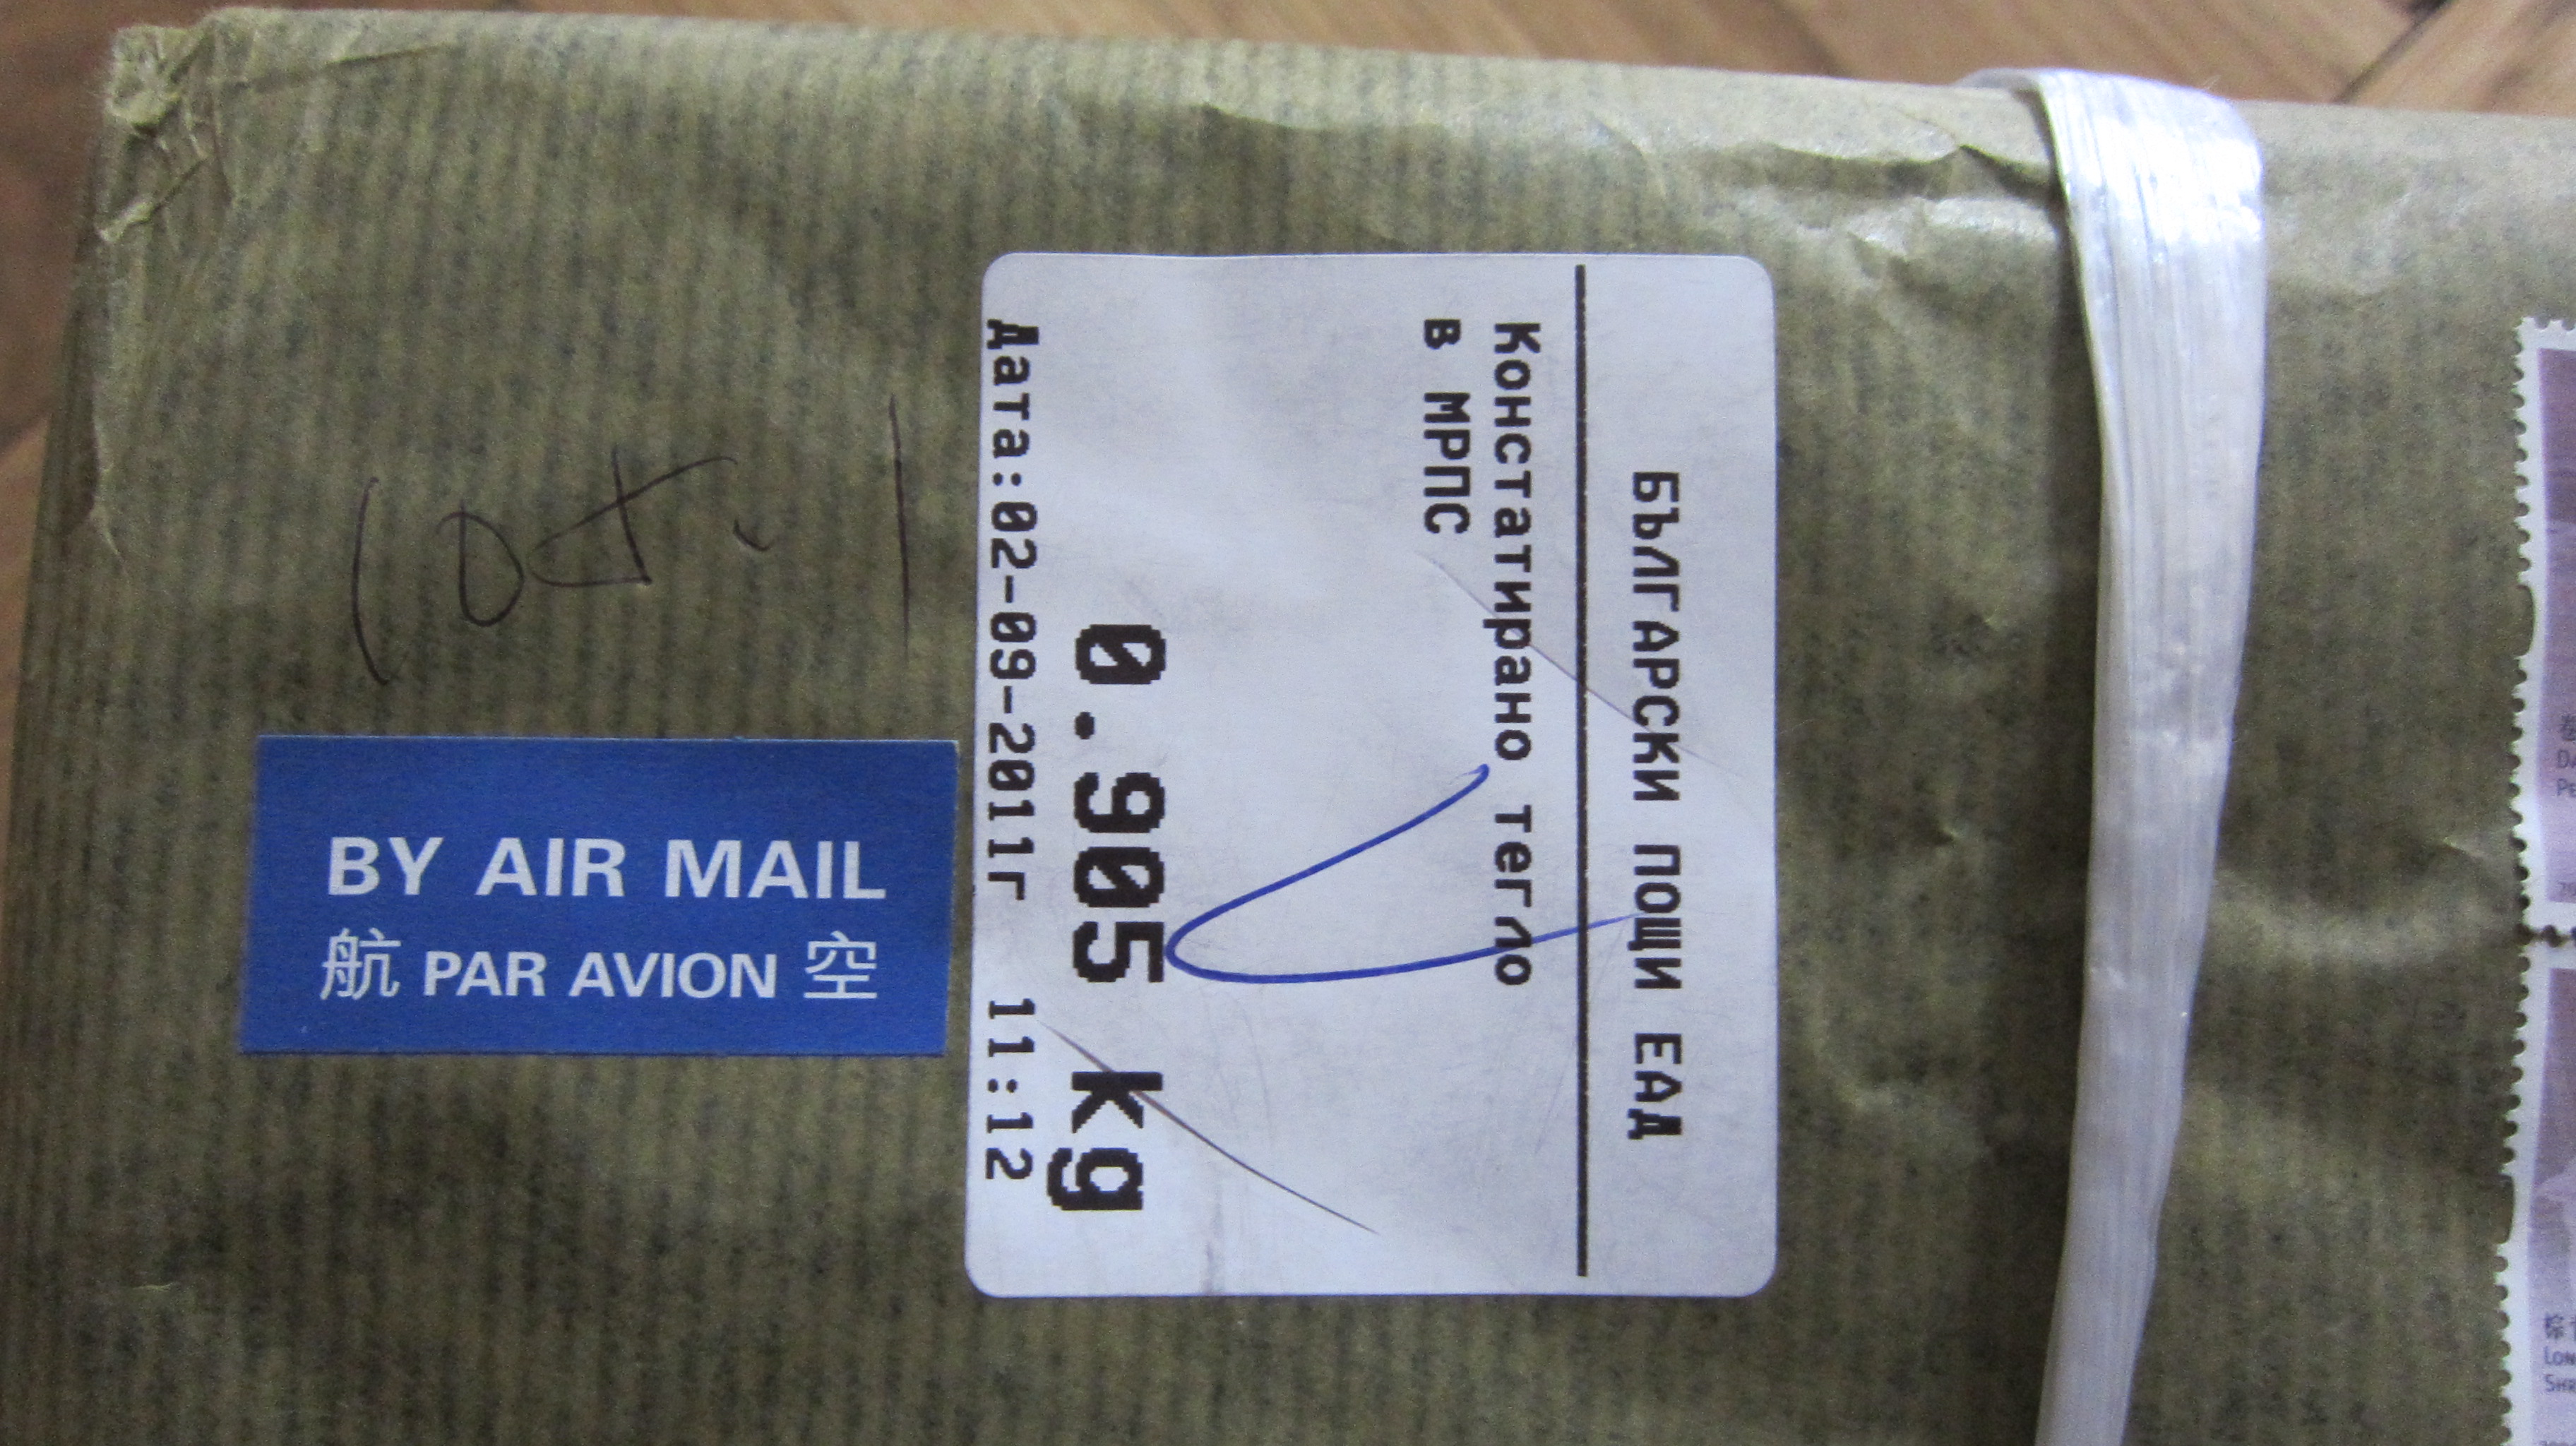 БЪЛГАРСКИ ПОЩИ ЕАД
Констатирано тегло
в МРПС
0.905 kg
Дата:02-09-2011г 11:12
BY AIR MAIL
航 PAR AVION 空